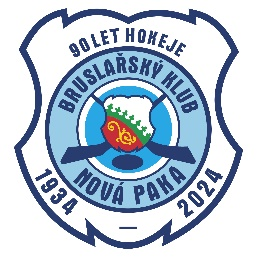 90 LET HOKEJE
BRUSLAŘSKÝ KLUB
NOVÁ PAKA
1934 – 2024